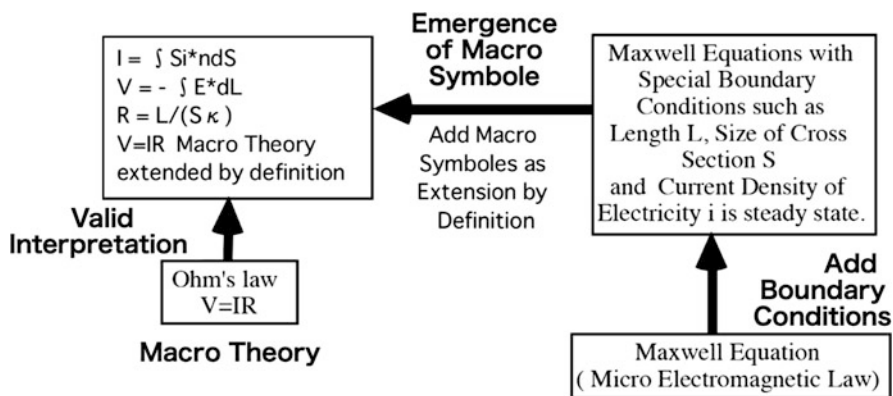 I = ∫ Si*ndS
V = - ∫ E*dL
R = L/(S κ)
V=IR Macro Theory
extended by definition
Emergence
of Macro
Symbole
Add Macro
Symboles as
Extension by
Definition
Maxwell Equations with
Special Boundary
Conditions such as
Length L, Size of Cross
Section S
and Current Density of
Electricity i is steady state.
Valid
Interpretation
Ohm's law
V=IR
Macro Theory
Add
Boundary
Conditions
Maxwell Equation
( Micro Electromagnetic Law)